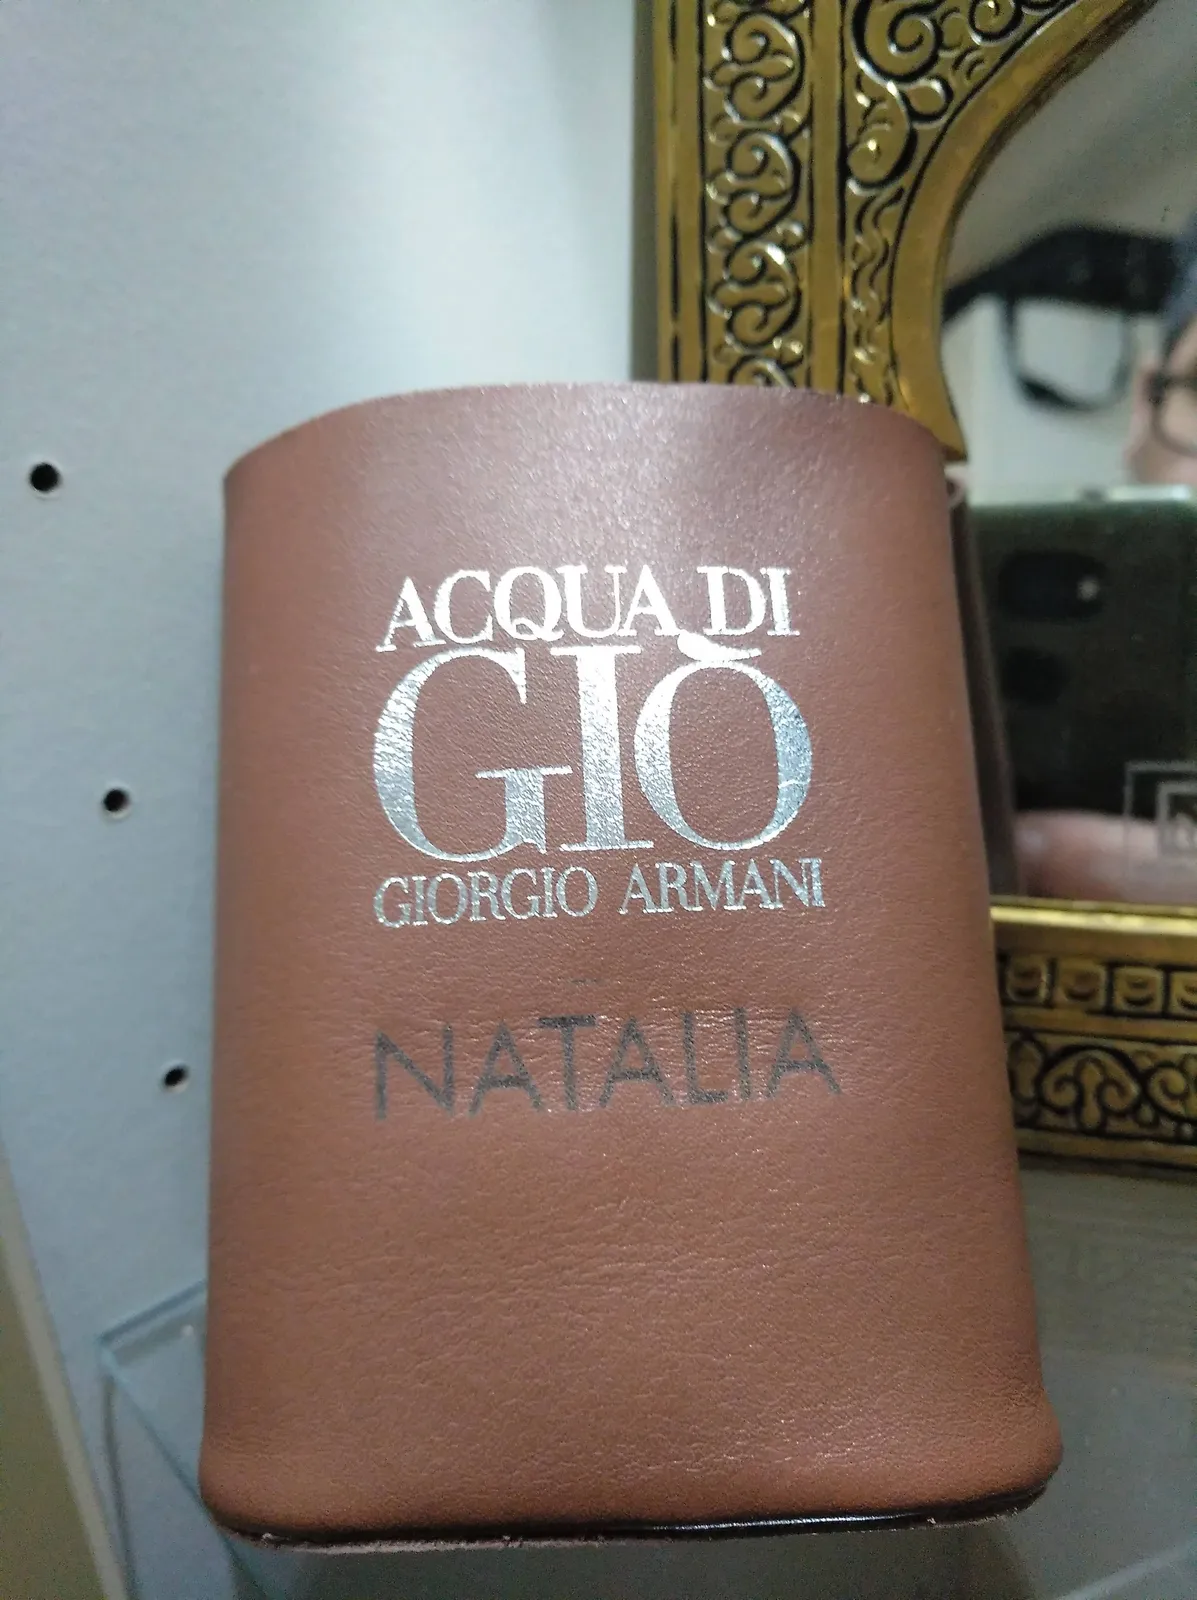 ACQUA DI
GIÒ
GIORGIO ARMANI
NATALIA